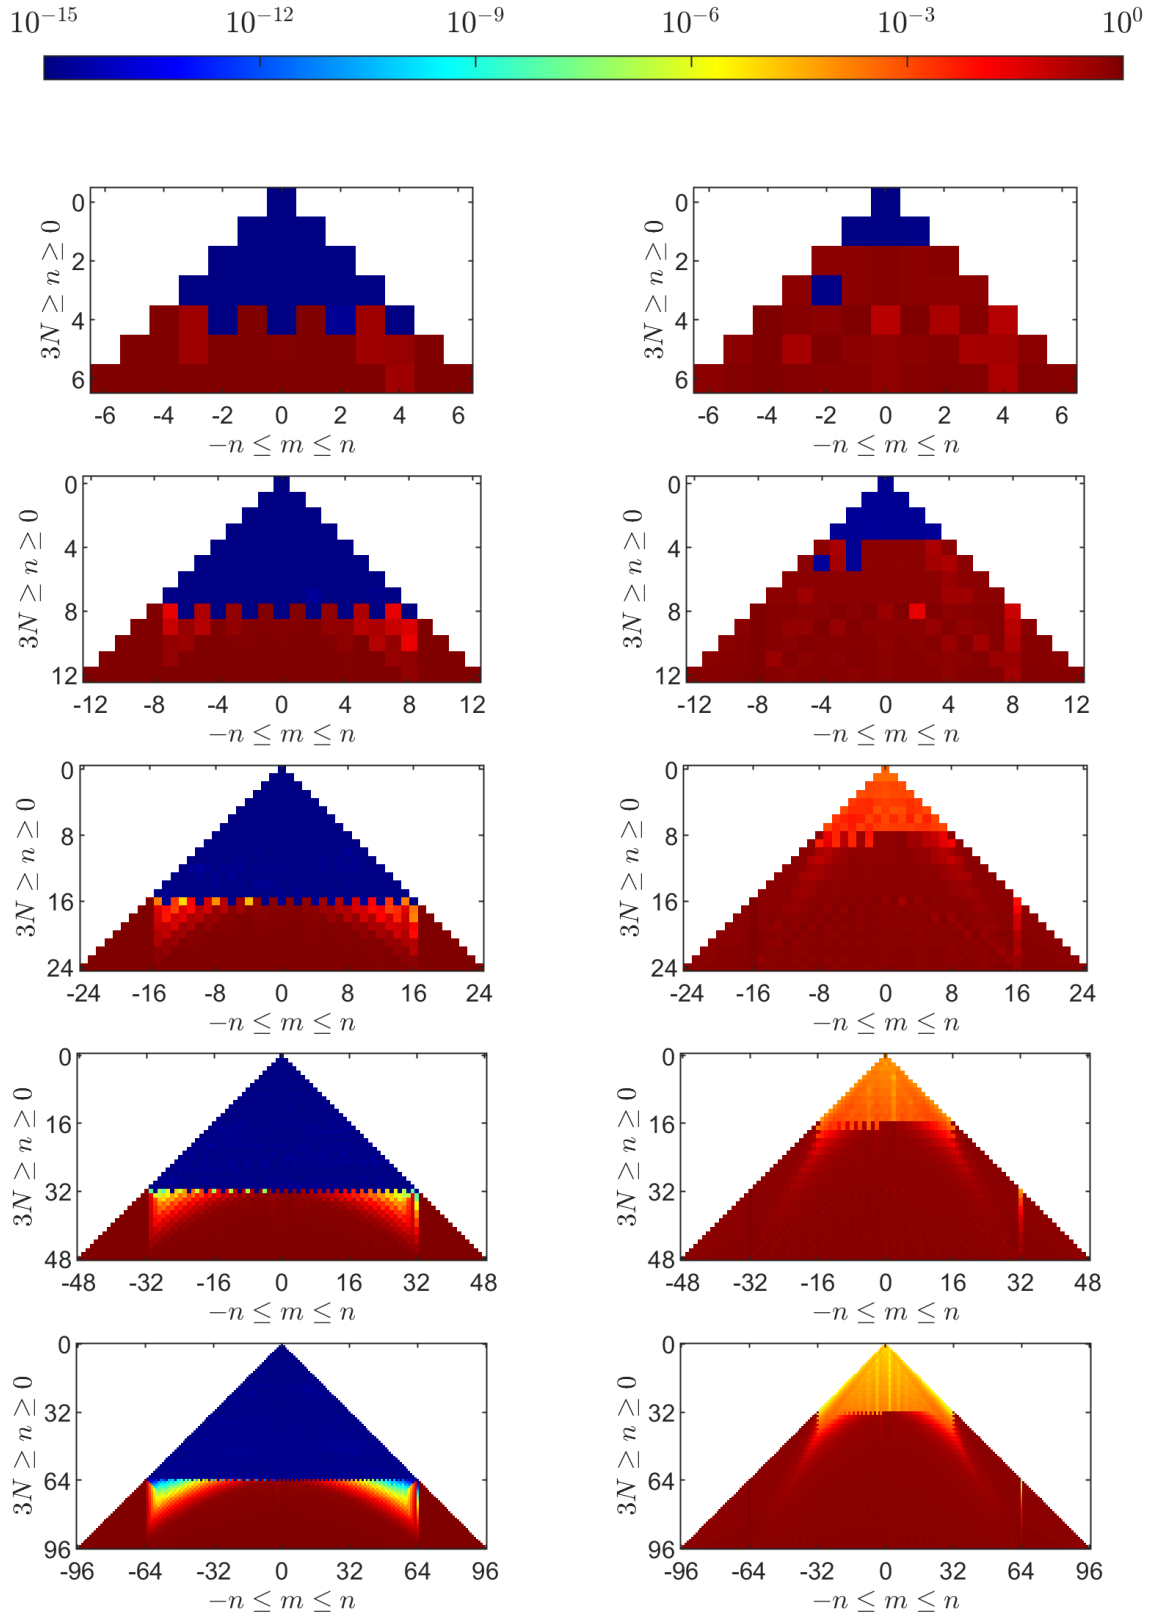 10^{-15} 10^{-12} 10^{-9} 10^{-6} 10^{-3} 10^{0}
3N ≥ n ≥ 0
0
2
4
6
-6 -4 -2 0 2 4 6
−n ≤ m ≤ n
3N ≥ n ≥ 0
0
2
4
6
-6 -4 -2 0 2 4 6
−n ≤ m ≤ n
3N ≥ n ≥ 0
0
4
8
12
-12 -8 -4 0 4 8 12
−n ≤ m ≤ n
3N ≥ n ≥ 0
0
4
8
12
-12 -8 -4 0 4 8 12
−n ≤ m ≤ n
3N ≥ n ≥ 0
0
8
16
24
-24 -16 -8 0 8 16 24
−n ≤ m ≤ n
3N ≥ n ≥ 0
0
8
16
24
-24 -16 -8 0 8 16 24
−n ≤ m ≤ n
3N ≥ n ≥ 0
0
16
32
48
-48 -32 -16 0 16 32 48
−n ≤ m ≤ n
3N ≥ n ≥ 0
0
16
32
48
-48 -32 -16 0 16 32 48
−n ≤ m ≤ n
3N ≥ n ≥ 0
0
32
64
96
-96 -64 -32 0 32 64 96
−n ≤ m ≤ n
3N ≥ n ≥ 0
0
32
64
96
-96 -64 -32 0 32 64 96
−n ≤ m ≤ n